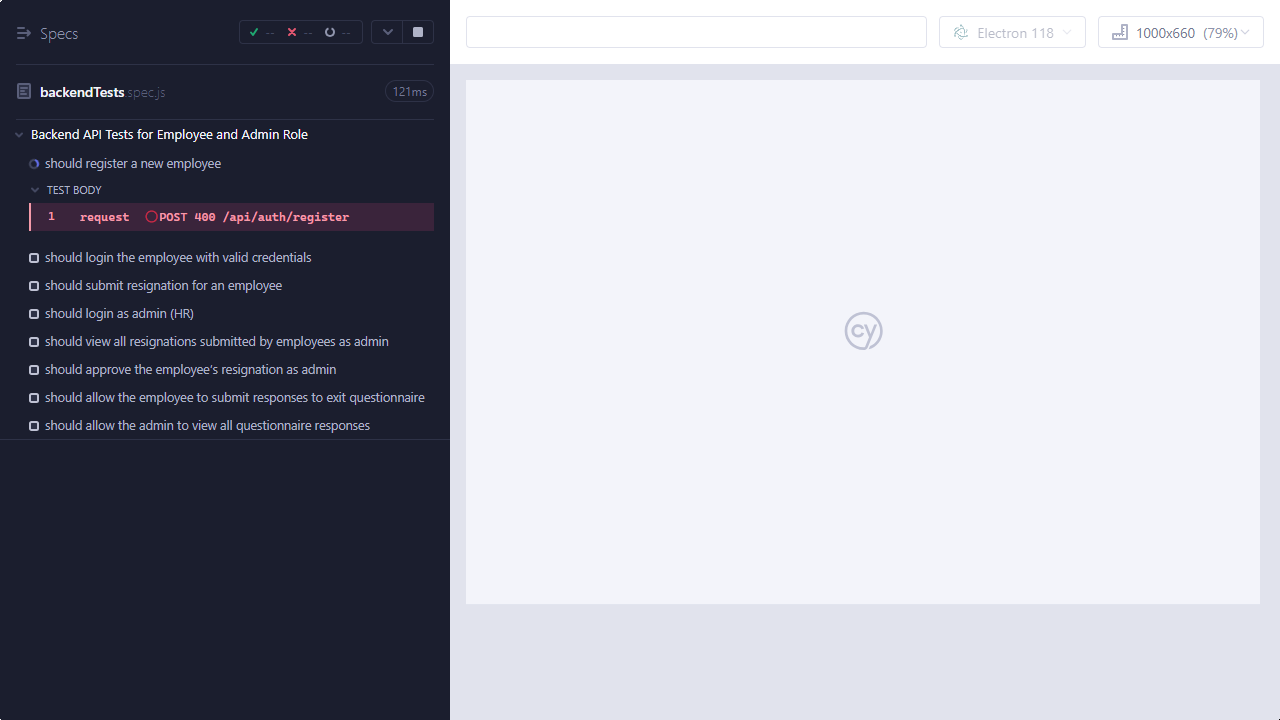 Specs -- -- --
backendTests.spec.js 121ms
Backend API Tests for Employee and Admin Role
should register a new employee
TEST BODY
1 request POST 400 /api/auth/register
should login the employee with valid credentials
should submit resignation for an employee
should login as admin (HR)
should view all resignations submitted by employees as admin
should approve the employee's resignation as admin
should allow the employee to submit responses to exit questionnaire
should allow the admin to view all questionnaire responses
Electron 118
1000x660 (79%)
cy